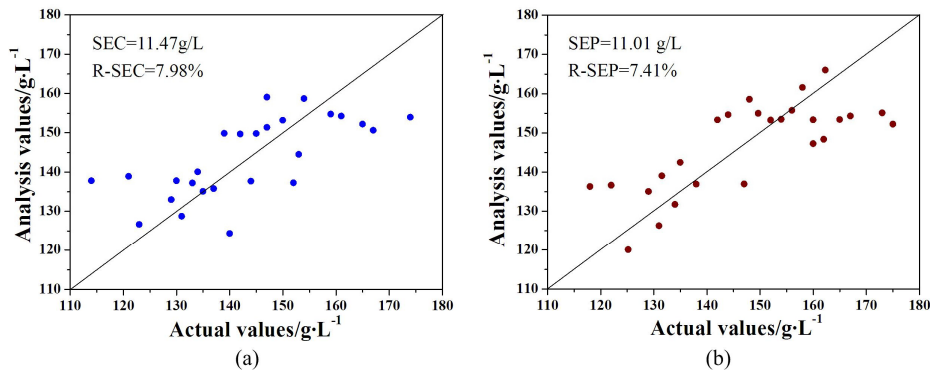 SEC=11.47g/L
R-SEC=7.98%
180
170
160
150
140
130
120
110
110 120 130 140 150 160 170 180
Analysis values/g·L⁻¹
Actual values/g·L⁻¹
(a)
SEP=11.01 g/L
R-SEP=7.41%
180
170
160
150
140
130
120
110
110 120 130 140 150 160 170 180
Analysis values/g·L⁻¹
Actual values/g·L⁻¹
(b)